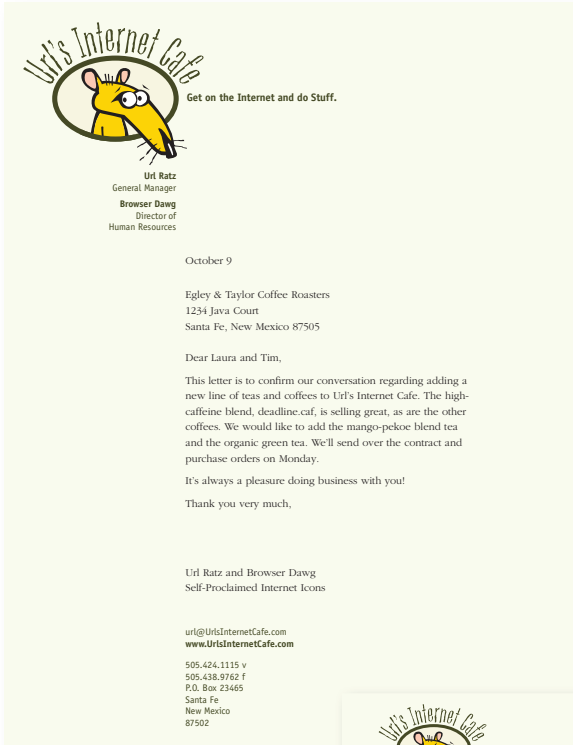 Url's Internet Cafe
Get on the Internet and do Stuff.
Url Ratz
General Manager
Browser Dawg
Director of
Human Resources
October 9
Egley & Taylor Coffee Roasters
1234 Java Court
Santa Fe, New Mexico 87505
Dear Laura and Tim,
This letter is to confirm our conversation regarding adding a
new line of teas and coffees to Url's Internet Cafe. The high-
caffeine blend, deadline.caf, is selling great, as are the other
coffees. We would like to add the mango-pekoe blend tea
and the organic green tea. We'll send over the contract and
purchase orders on Monday.
It's always a pleasure doing business with you!
Thank you very much,
Url Ratz and Browser Dawg
Self-Proclaimed Internet Icons
url@UrlsInternetCafe.com
www.UrlsInternetCafe.com
505.424.1115 v
505.438.9762 f
P.O. Box 23465
Santa Fe
New Mexico
87502
Url's Internet Cafe